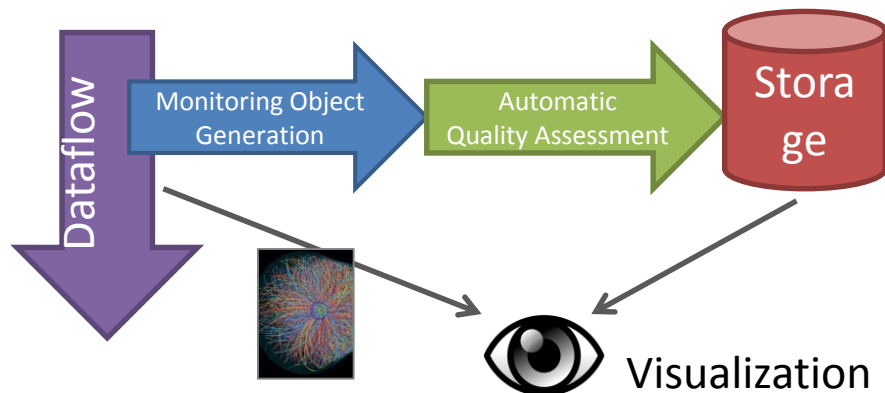 Dataflow
Monitoring Object
Generation
Automatic
Quality Assessment
Stora
ge
Visualization